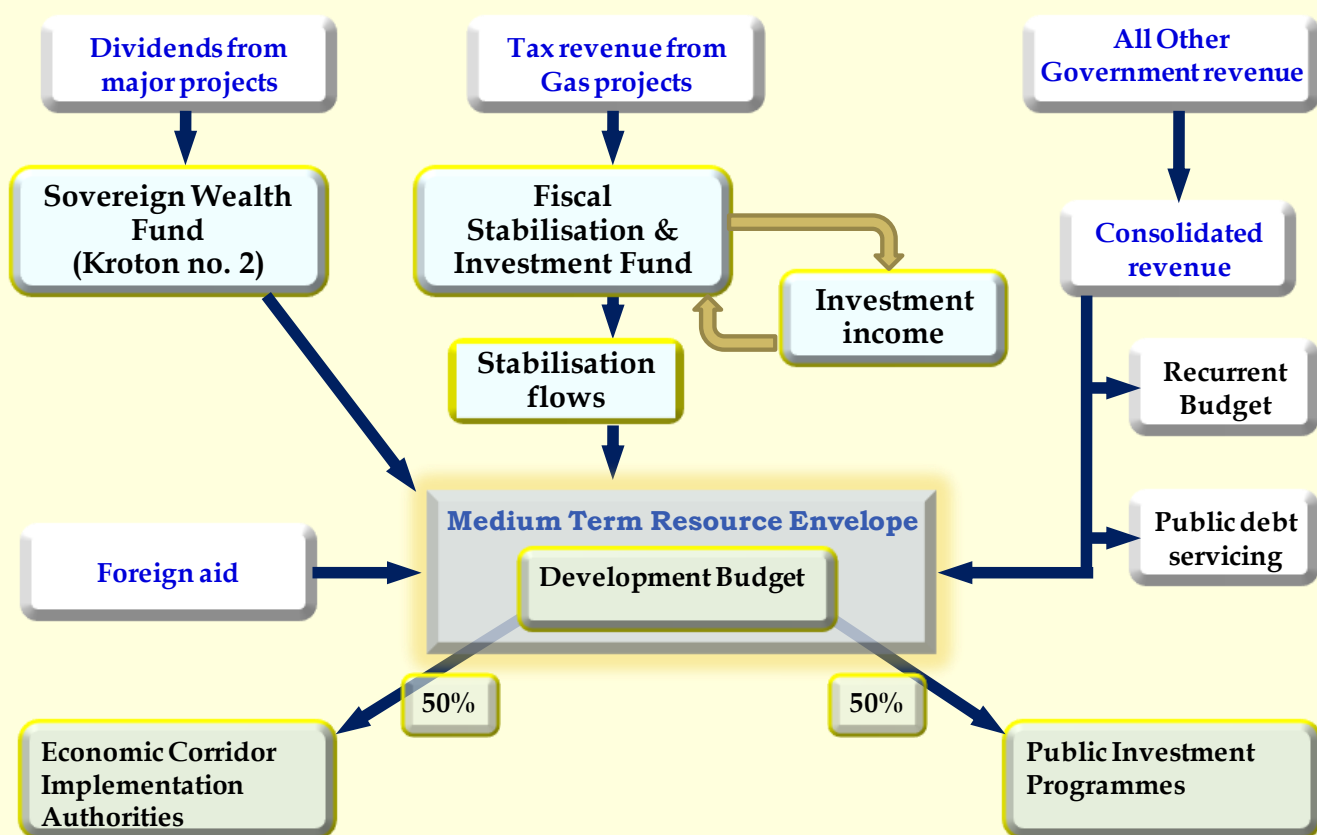 Dividends from
major projects
Tax revenue from
Gas projects
All Other
Government revenue
Sovereign Wealth
Fund
(Kroton no. 2)
Fiscal
Stabilisation &
Investment Fund
Consolidated
revenue
Investment
income
Stabilisation
flows
Recurrent
Budget
Medium Term Resource Envelope
Public debt
servicing
Foreign aid
Development Budget
50%
50%
Economic Corridor
Implementation
Authorities
Public Investment
Programmes